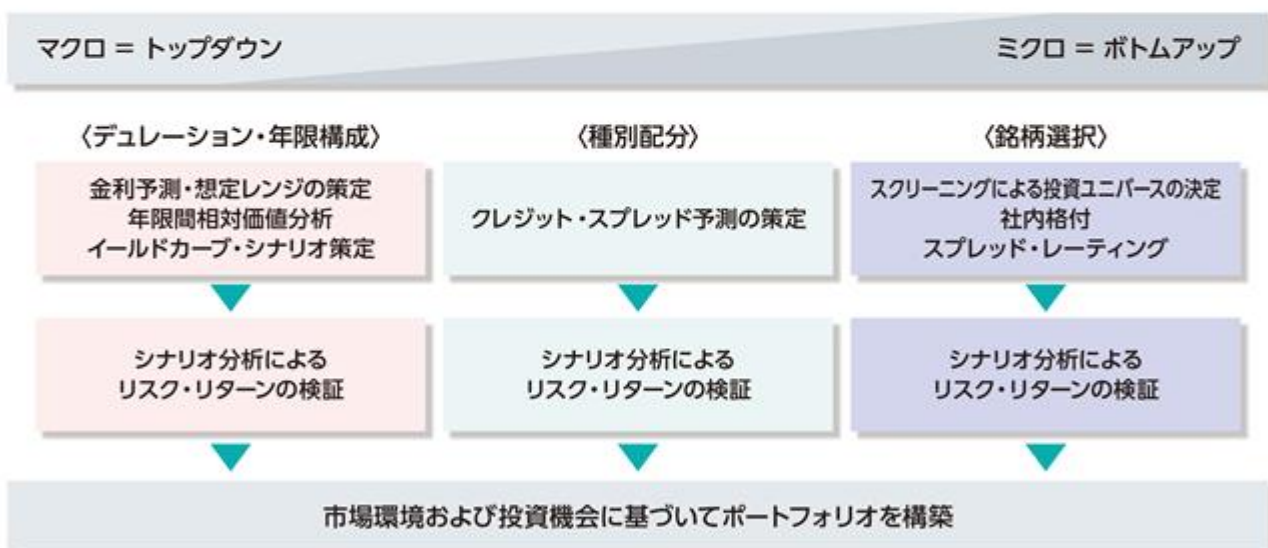 マクロ = トップダウン
ミクロ = ボトムアップ
〈デュレーション・年限構成〉
金利予測・想定レンジの策定
年限間相対価値分析
イールドカーブ・シナリオ策定
シナリオ分析による
リスク・リターンの検証
〈種別配分〉
クレジット・スプレッド予測の策定
シナリオ分析による
リスク・リターンの検証
〈銘柄選択〉
スクリーニングによる投資ユニバースの決定
社内格付
スプレッド・レーティング
シナリオ分析による
リスク・リターンの検証
市場環境および投資機会に基づいてポートフォリオを構築